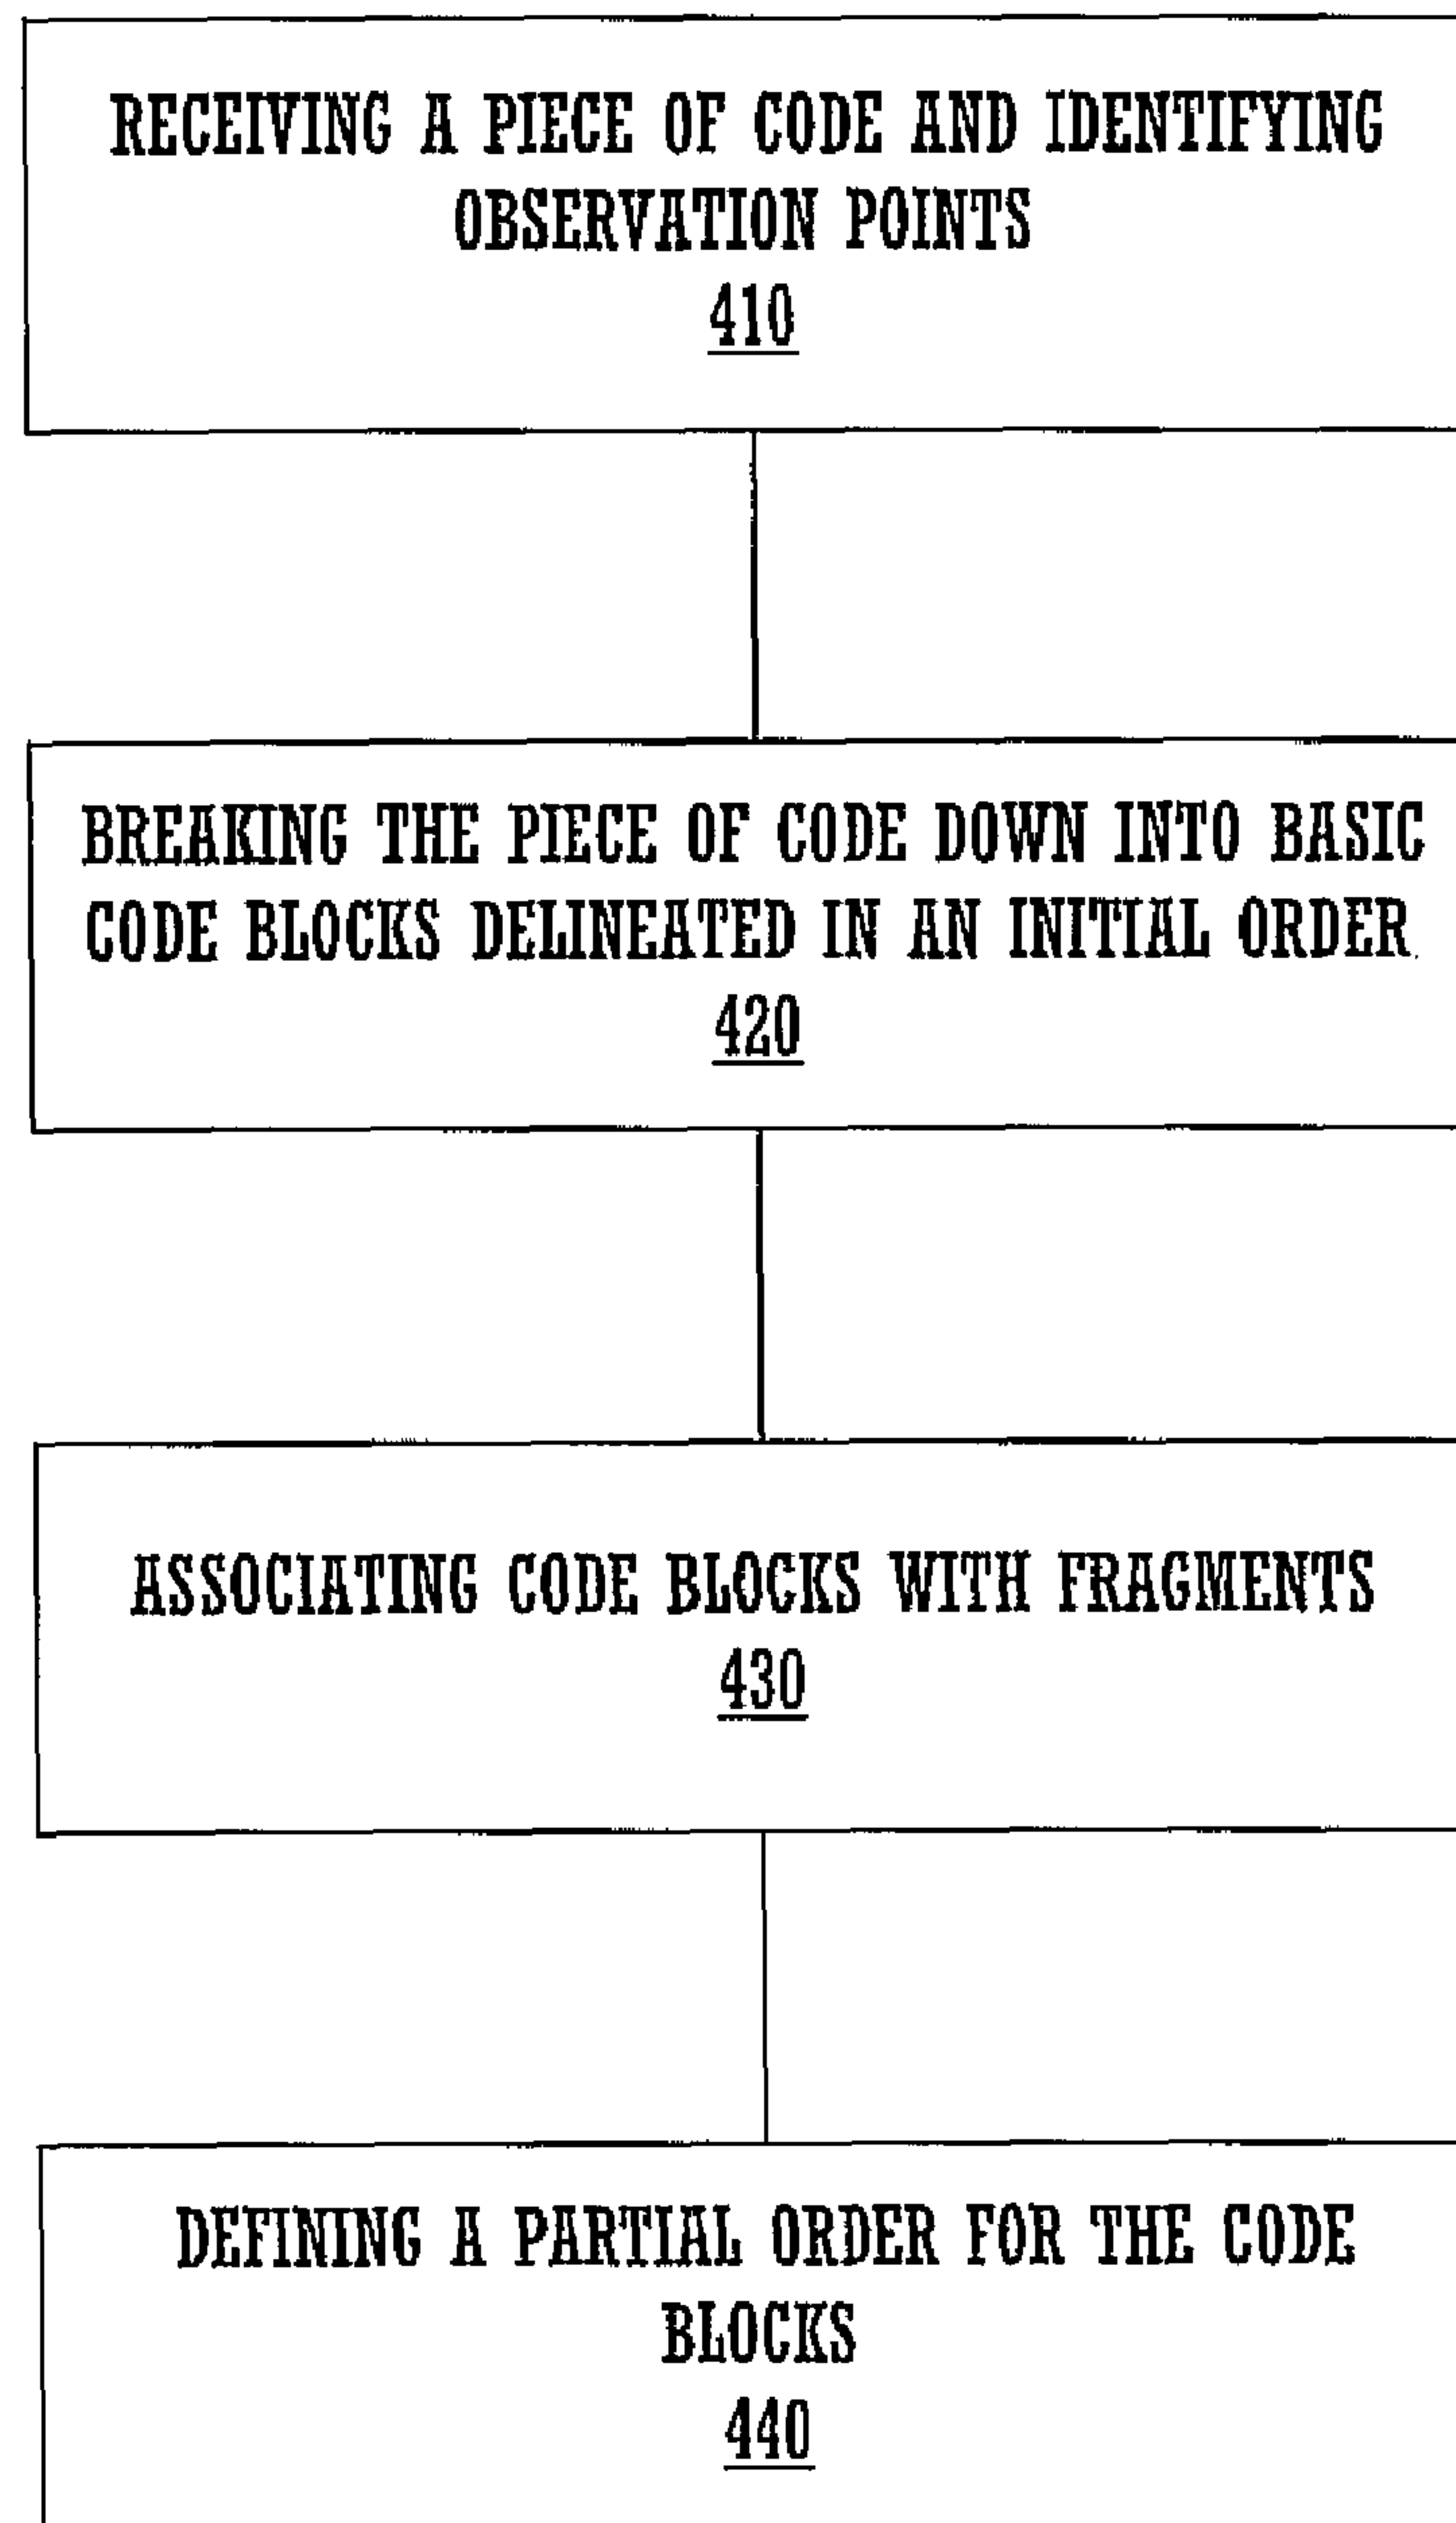 RECEIVING A PIECE OF CODE AND IDENTIFYING
OBSERVATION POINTS
410
BREAKING THE PIECE OF CODE DOWN INTO BASIC
CODE BLOCKS DELINEATED IN AN INITIAL ORDER
420
ASSOCIATING CODE BLOCKS WITH FRAGMENTS
430
DEFINING A PARTIAL ORDER FOR THE CODE
BLOCKS
440